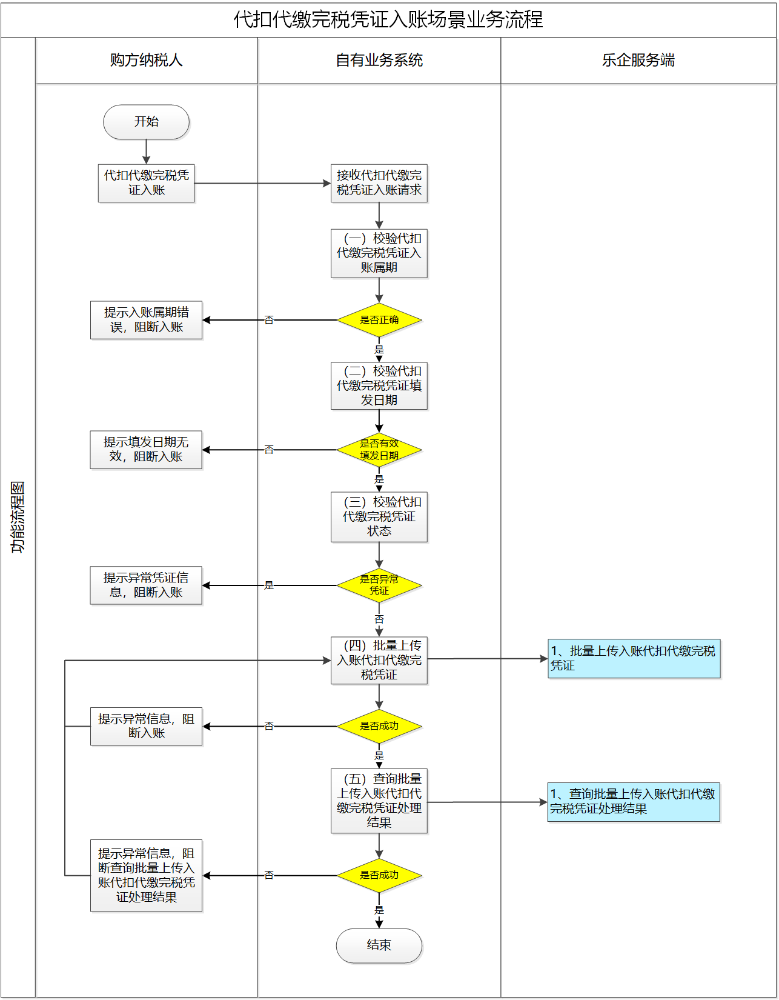 代扣代缴完税凭证入账场景业务流程
购方纳税人
自有业务系统
乐企服务端
功能流程图
开始
代扣代缴完税凭
证入账
接收代扣代缴完
税凭证入账请求
（一）校验代扣
代缴完税凭证入
账属期
提示入账属期错
误，阻断入账
否
是否正确
是
（二）校验代扣
代缴完税凭证填
发日期
提示填发日期无
效，阻断入账
否
是否有效
填发日期
是
（三）校验代扣
代缴完税凭证
状态
提示异常凭证信
息，阻断入账
是
是否异常
凭证
否
（四）批量上传
入账代扣代缴完
税凭证
1、批量上传入账代扣代缴完税
凭证
提示异常信息，阻
断入账
否
是否成功
是
（五）查询批量
上传入账代扣代
缴完税凭证处理
结果
1、查询批量上传入账代扣代缴
完税凭证处理结果
提示异常信息，阻
断查询批量上传入
账代扣代缴完税凭
证处理结果
否
是否成功
是
结束